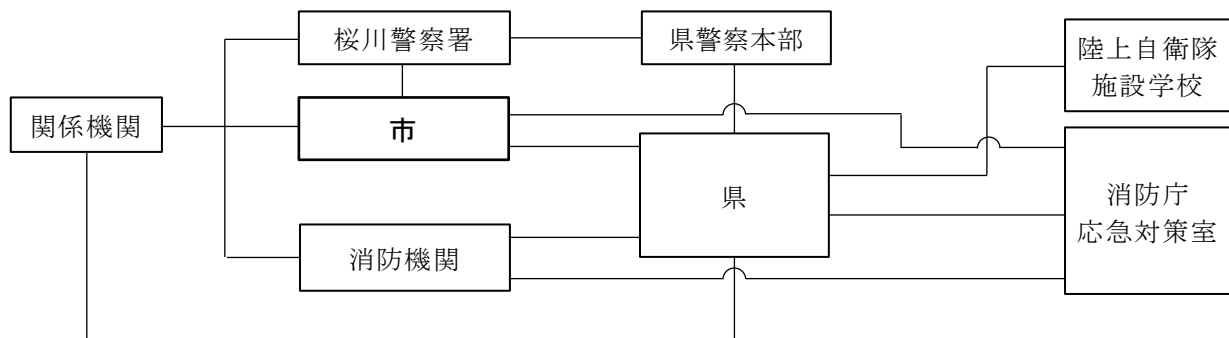 桜川警察署
県警察本部
陸上自衛隊
施設学校
関係機関
市
県
消防庁
応急対策室
消防機関